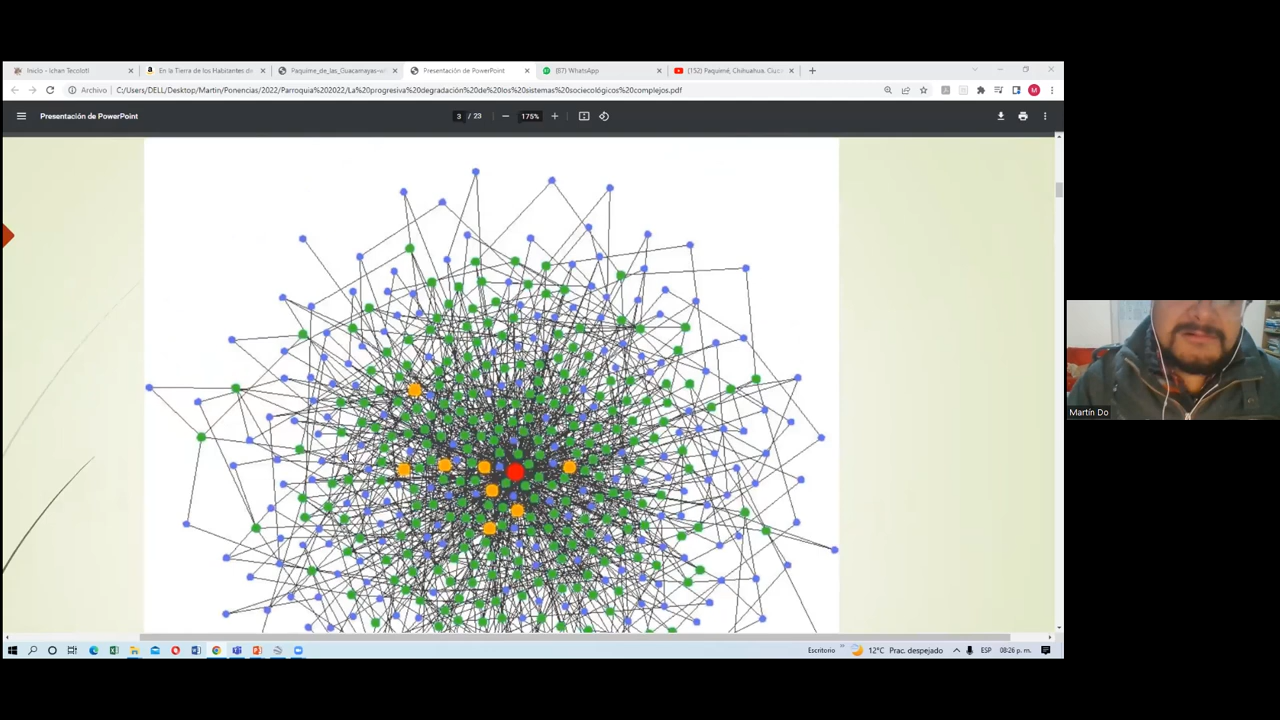 Inicio - Ichan Tecolotl
En la Tierra de los Habitantes de
Paquime_de_las_Guacamayas-w
Presentación de PowerPoint
(67) WhatsApp
(152) Paquimé, Chihuahua. Ciuc
Archivo
C:/Users/DELL/Desktop/Martin/Ponencias/2022/Parroquia%202022/La%20progresiva%20degradación%20de%20los%20sistemas%20socioecológicos%20complejos.pdf
M
Presentación de PowerPoint
3 / 23
175%
Martín Do
Escritorio
12°C Prac. despejado
ESP
08:26 p. m.